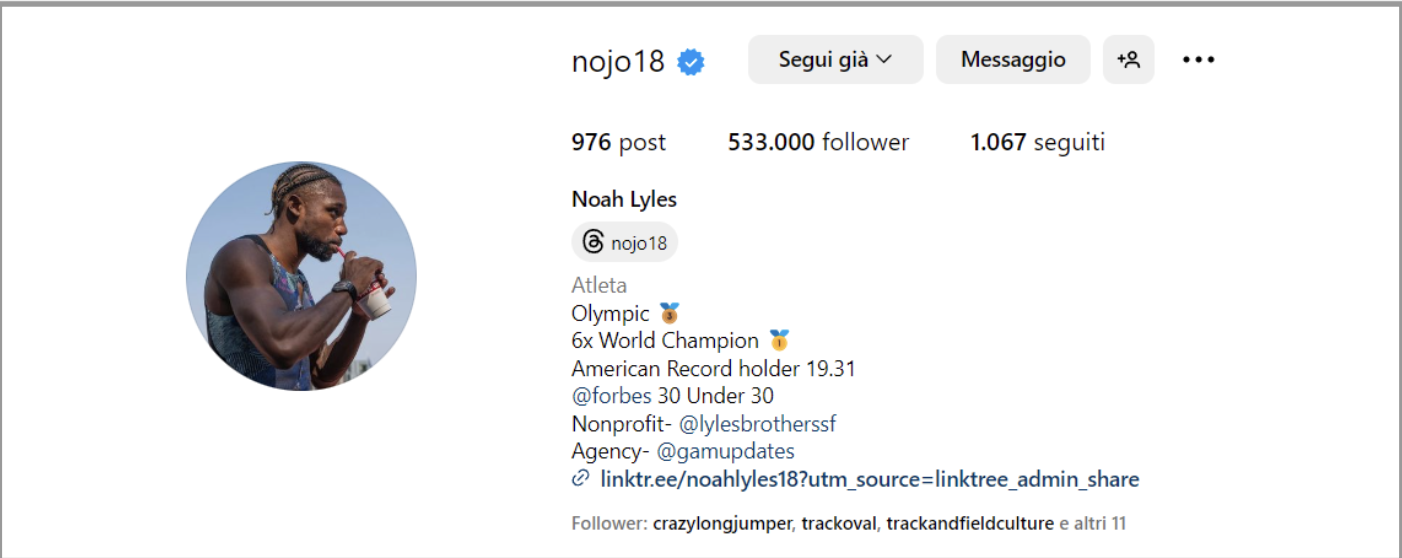 nojo18 Segui già Messaggio
976 post 533.000 follower 1.067 seguiti
Noah Lyles
nojo18
Atleta
Olympic 🥉
6x World Champion 🥇
American Record holder 19.31
@forbes 30 Under 30
Nonprofit- @lylesbrotherssf
Agency- @gamupdates
linktr.ee/noahlyles18?utm_source=linktree_admin_share
Follower: crazylongjumper, trackoval, trackandfieldculture e altri 11